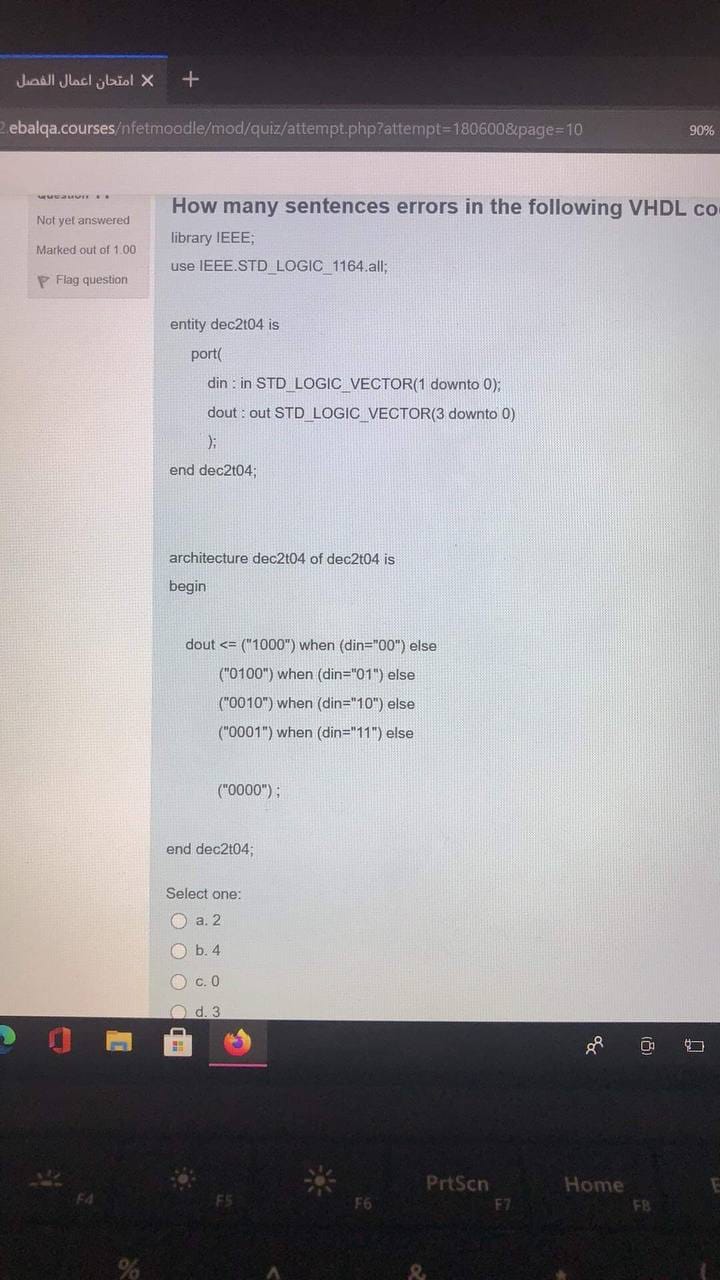 امتحان اعمال الفصل × +
2.ebalqa.courses/nfetmoodle/mod/quiz/attempt.php?attempt=180600&page=10 90%
Not yet answered
Marked out of 1.00
Flag question
How many sentences errors in the following VHDL co
library IEEE;
use IEEE.STD_LOGIC_1164.all;
entity dec2t04 is
port(
din : in STD_LOGIC_VECTOR(1 downto 0);
dout : out STD_LOGIC_VECTOR(3 downto 0)
);
end dec2t04;
architecture dec2t04 of dec2t04 is
begin
dout <= ("1000") when (din="00") else
("0100") when (din="01") else
("0010") when (din="10") else
("0001") when (din="11") else
("0000") ;
end dec2t04;
Select one:
a. 2
b. 4
c. 0
d. 3
PrtScn Home
F4 F5 F6 F7 F8
% ^ &